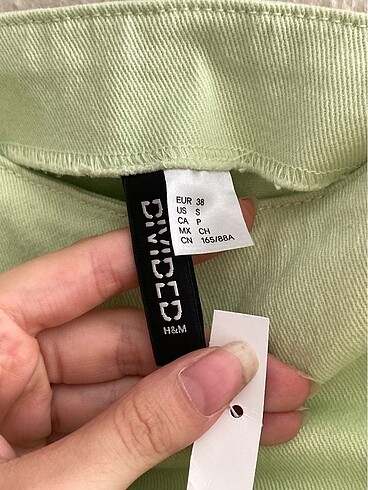 DIVIDED
H&M
EUR 38
US S
CA P
MX CH
CN 165/88A